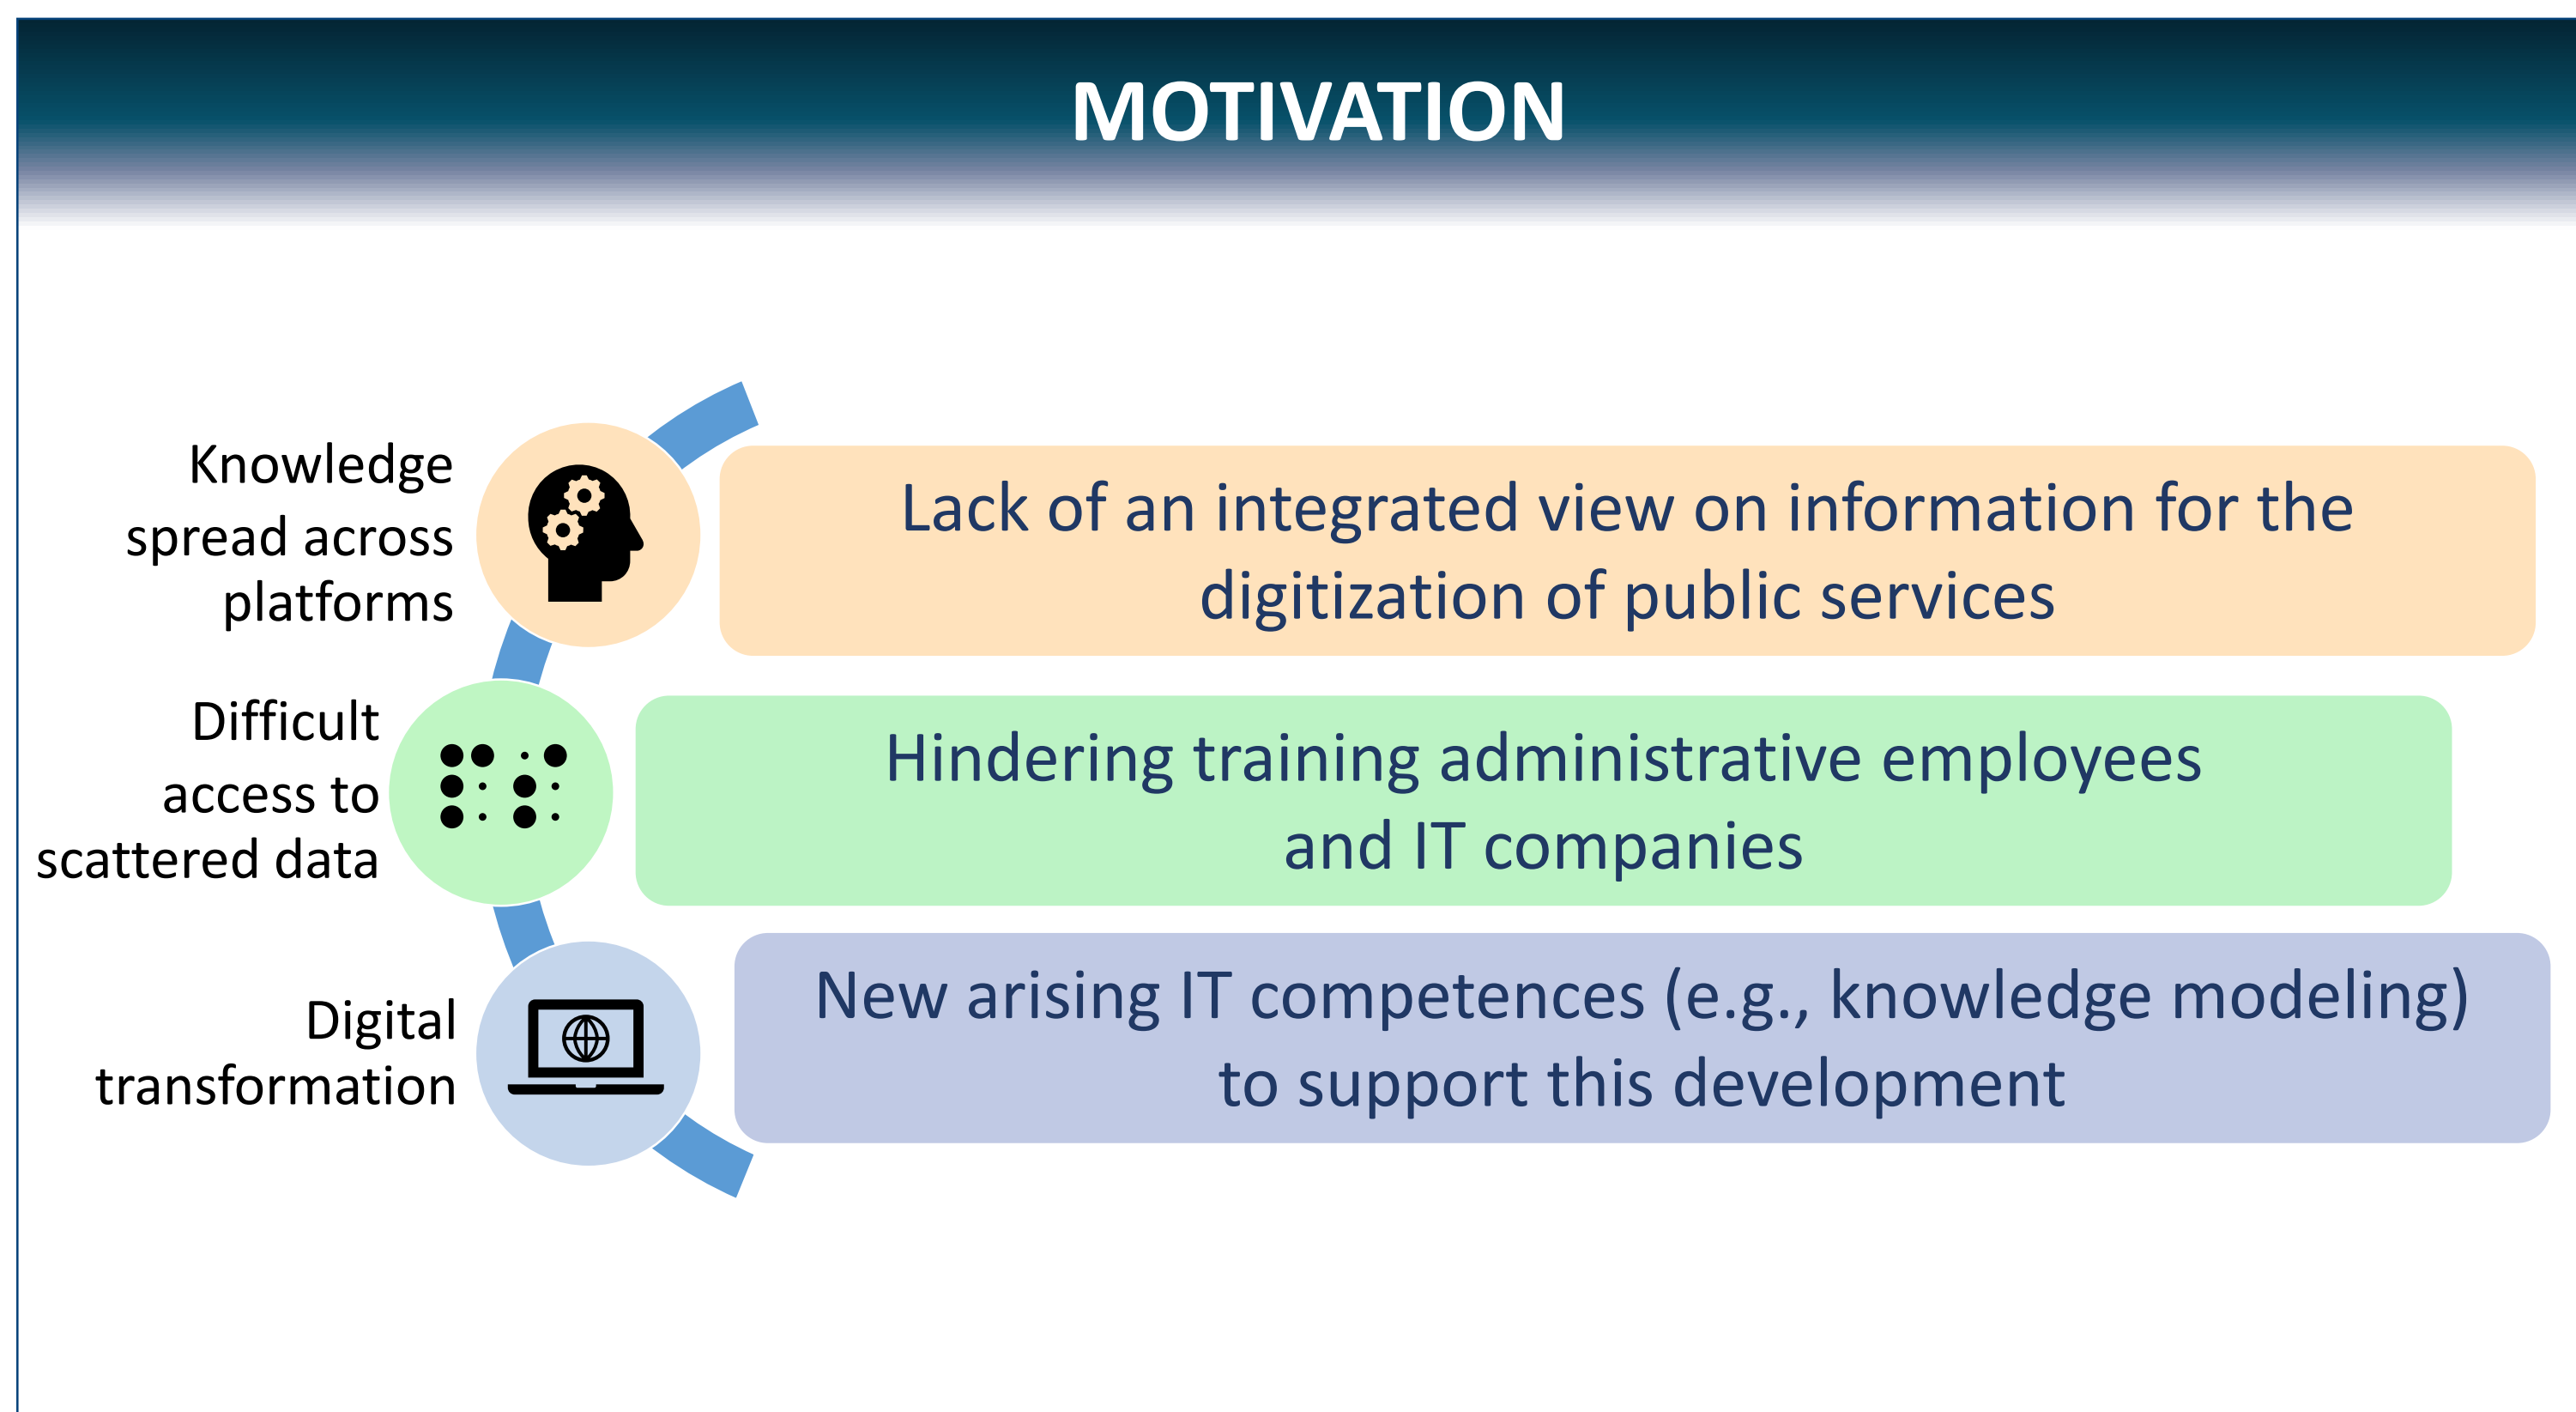 MOTIVATION
Knowledge
spread across
platforms
Lack of an integrated view on information for the
digitization of public services
Difficult
access to
scattered data
Hindering training administrative employees
and IT companies
Digital
transformation
New arising IT competences (e.g., knowledge modeling)
to support this development